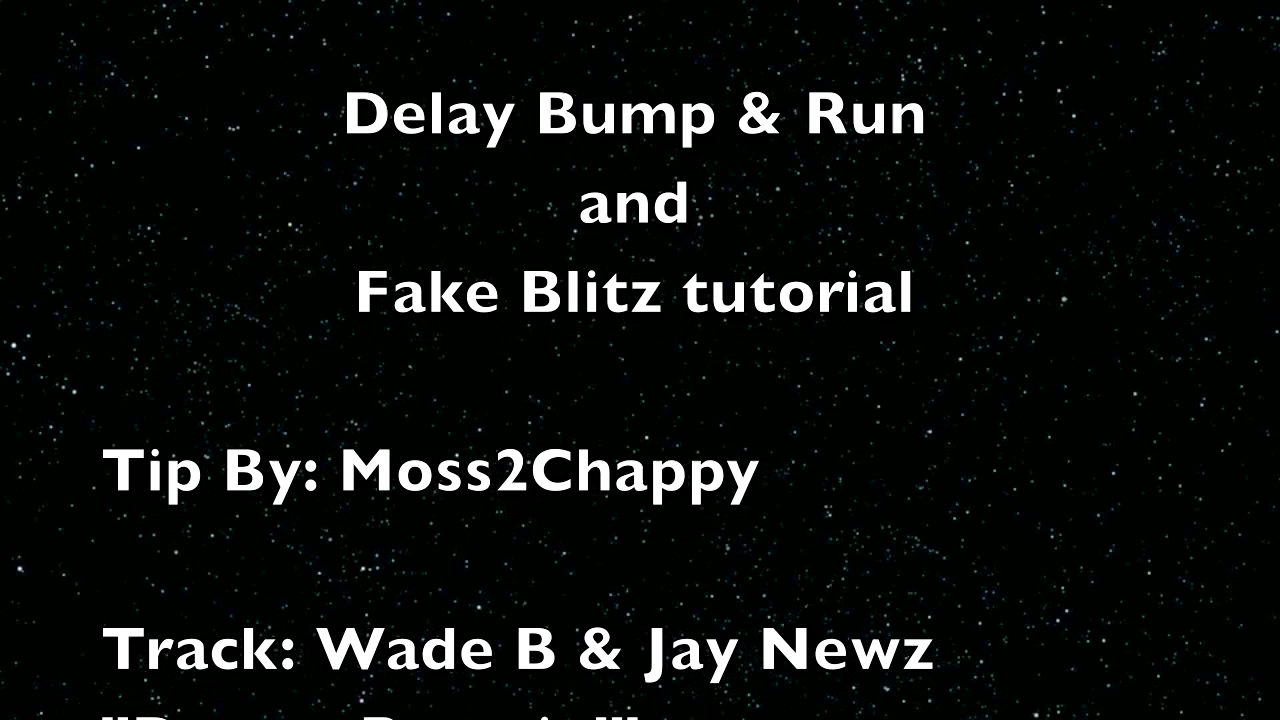 Delay Bump & Run
and
Fake Blitz tutorial
Tip By: Moss2Chappy
Track: Wade B & Jay Newz